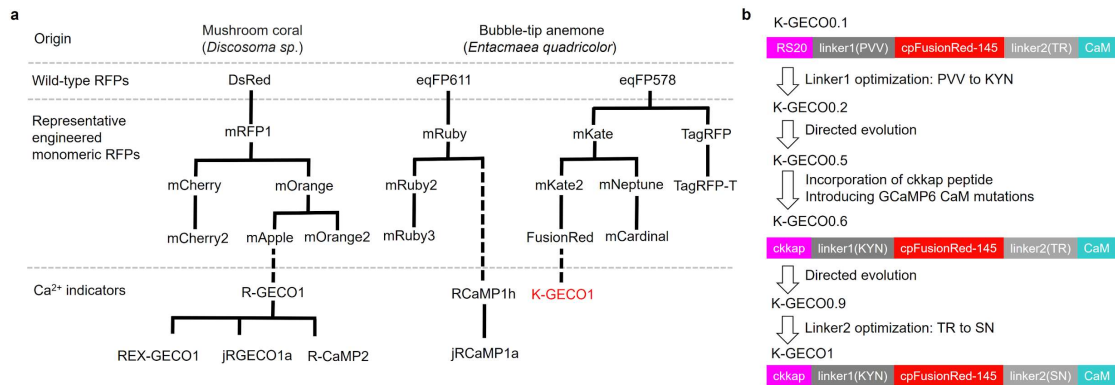 a
Origin
Mushroom coral
(Discosoma sp.)
Bubble-tip anemone
(Entacmaea quadricolor)
Wild-type RFPs
DsRed
eqFP611
eqFP578
Representative
engineered
monomeric RFPs
mRFP1
mRuby
mKate
TagRFP
mCherry
mOrange
mRuby2
mKate2
mNeptune
TagRFP-T
mCherry2
mApple
mOrange2
mRuby3
FusionRed
mCardinal
Ca²⁺ indicators
R-GECO1
RCaMP1h
K-GECO1
REX-GECO1
jRGECO1a
R-CaMP2
jRCaMP1a
b
K-GECO0.1
RS20 linker1(PVV) cpFusionRed-145 linker2(TR) CaM
Linker1 optimization: PVV to KYN
K-GECO0.2
Directed evolution
K-GECO0.5
Incorporation of ckkap peptide
Introducing GCaMP6 CaM mutations
K-GECO0.6
ckkap linker1(KYN) cpFusionRed-145 linker2(TR) CaM
Directed evolution
K-GECO0.9
Linker2 optimization: TR to SN
K-GECO1
ckkap linker1(KYN) cpFusionRed-145 linker2(SN) CaM